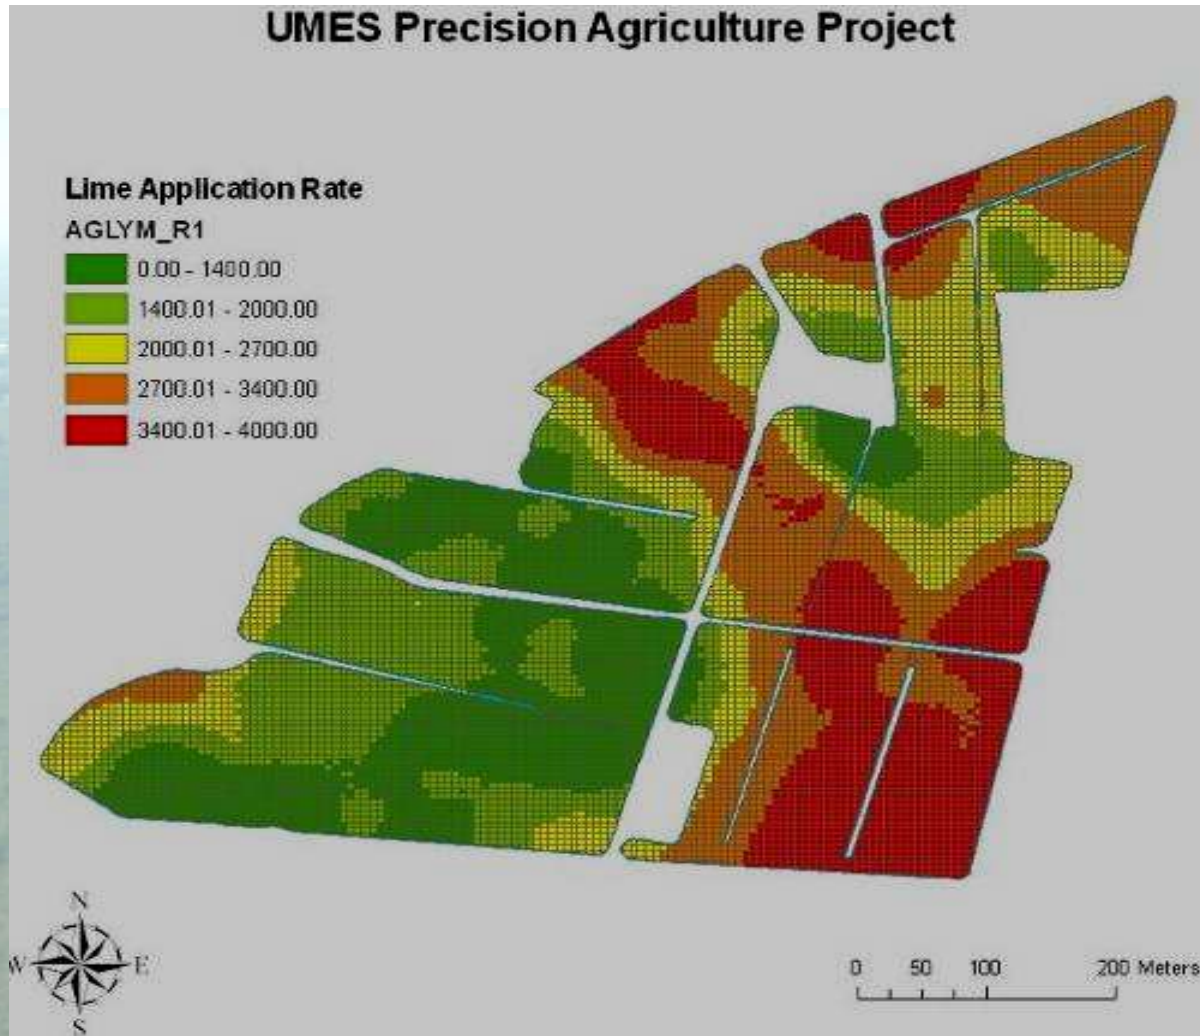 UMES Precision Agriculture Project
Lime Application Rate
AGLYM_R1
0.00 - 1400.00
1400.01 - 2000.00
2000.01 - 2700.00
2700.01 - 3400.00
3400.01 - 4000.00
N
W E
S
0 50 100 200 Meters